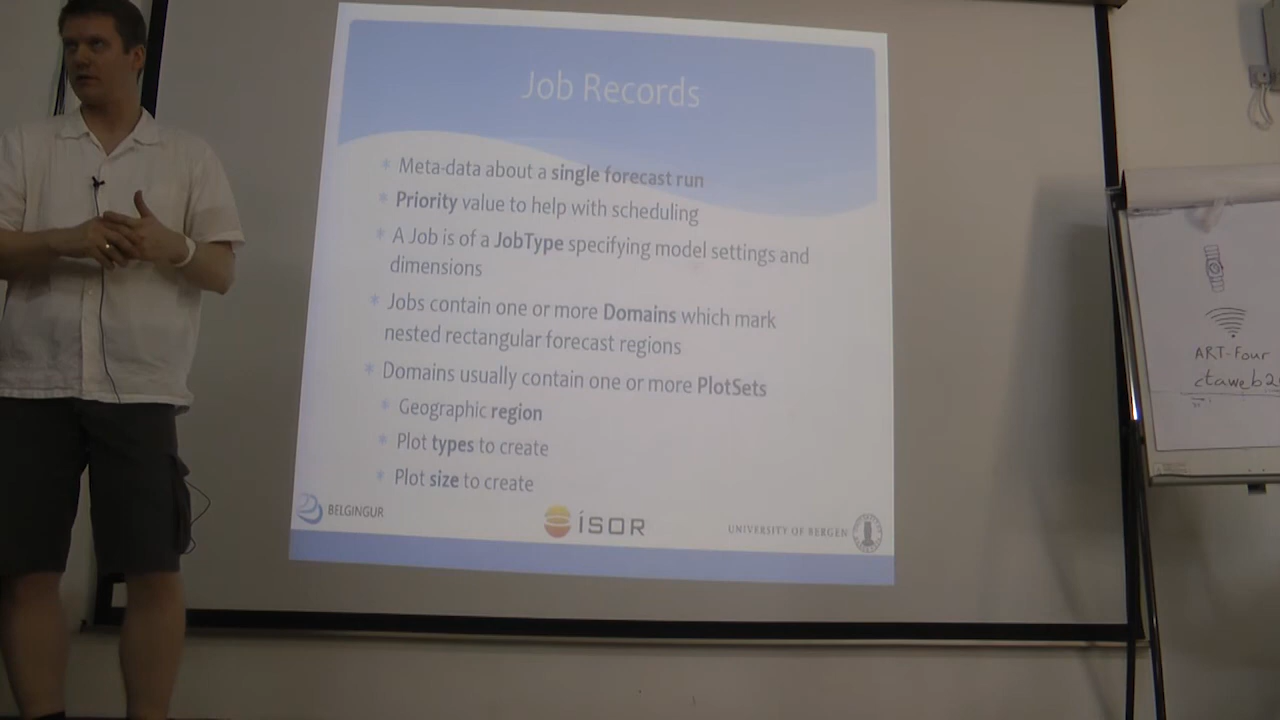 Job Records
* Meta-data about a single forecast run
* Priority value to help with scheduling
* A Job is of a JobType specifying model settings and
dimensions
* Jobs contain one or more Domains which mark
nested rectangular forecast regions
* Domains usually contain one or more PlotSets
* Geographic region
* Plot types to create
* Plot size to create
BELGINGUR
ÍSOR
UNIVERSITY OF BERGEN
ART-Four